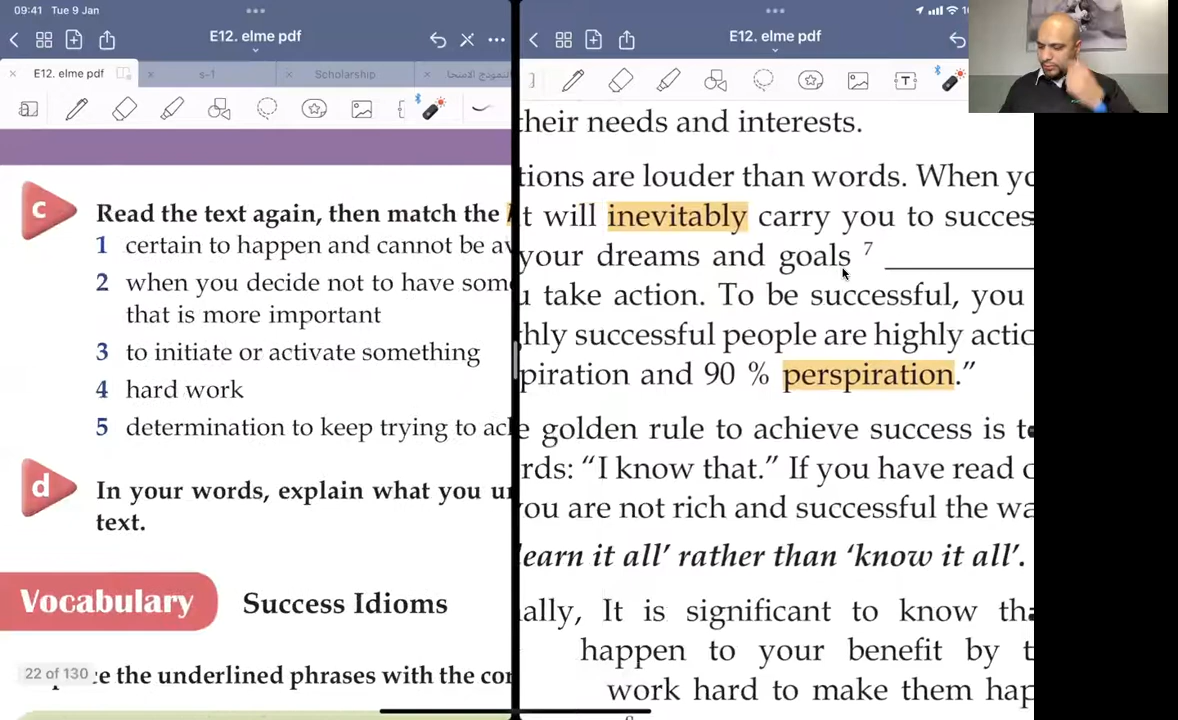 09:41 Tue 9 Jan
E12. elme pdf
E12. elme pdf
s-1
Scholarship
النموذج الامتحا
c
Read the text again, then match the
1 certain to happen and cannot be av
2 when you decide not to have som
that is more important
3 to initiate or activate something
4 hard work
5 determination to keep trying to ac
d
In your words, explain what you u
text.
Vocabulary
Success Idioms
22 of 130
ce the underlined phrases with the cor
E12. elme pdf
their needs and interests.
tions are louder than words. When yo
t will inevitably carry you to succes
your dreams and goals 7
u take action. To be successful, you
hly successful people are highly actio
piration and 90 % perspiration.”
e golden rule to achieve success is t
rds: “I know that.” If you have read o
you are not rich and successful the wa
learn it all’ rather than ‘know it all’.
ally, It is significant to know tha
happen to your benefit by t
work hard to make them hap